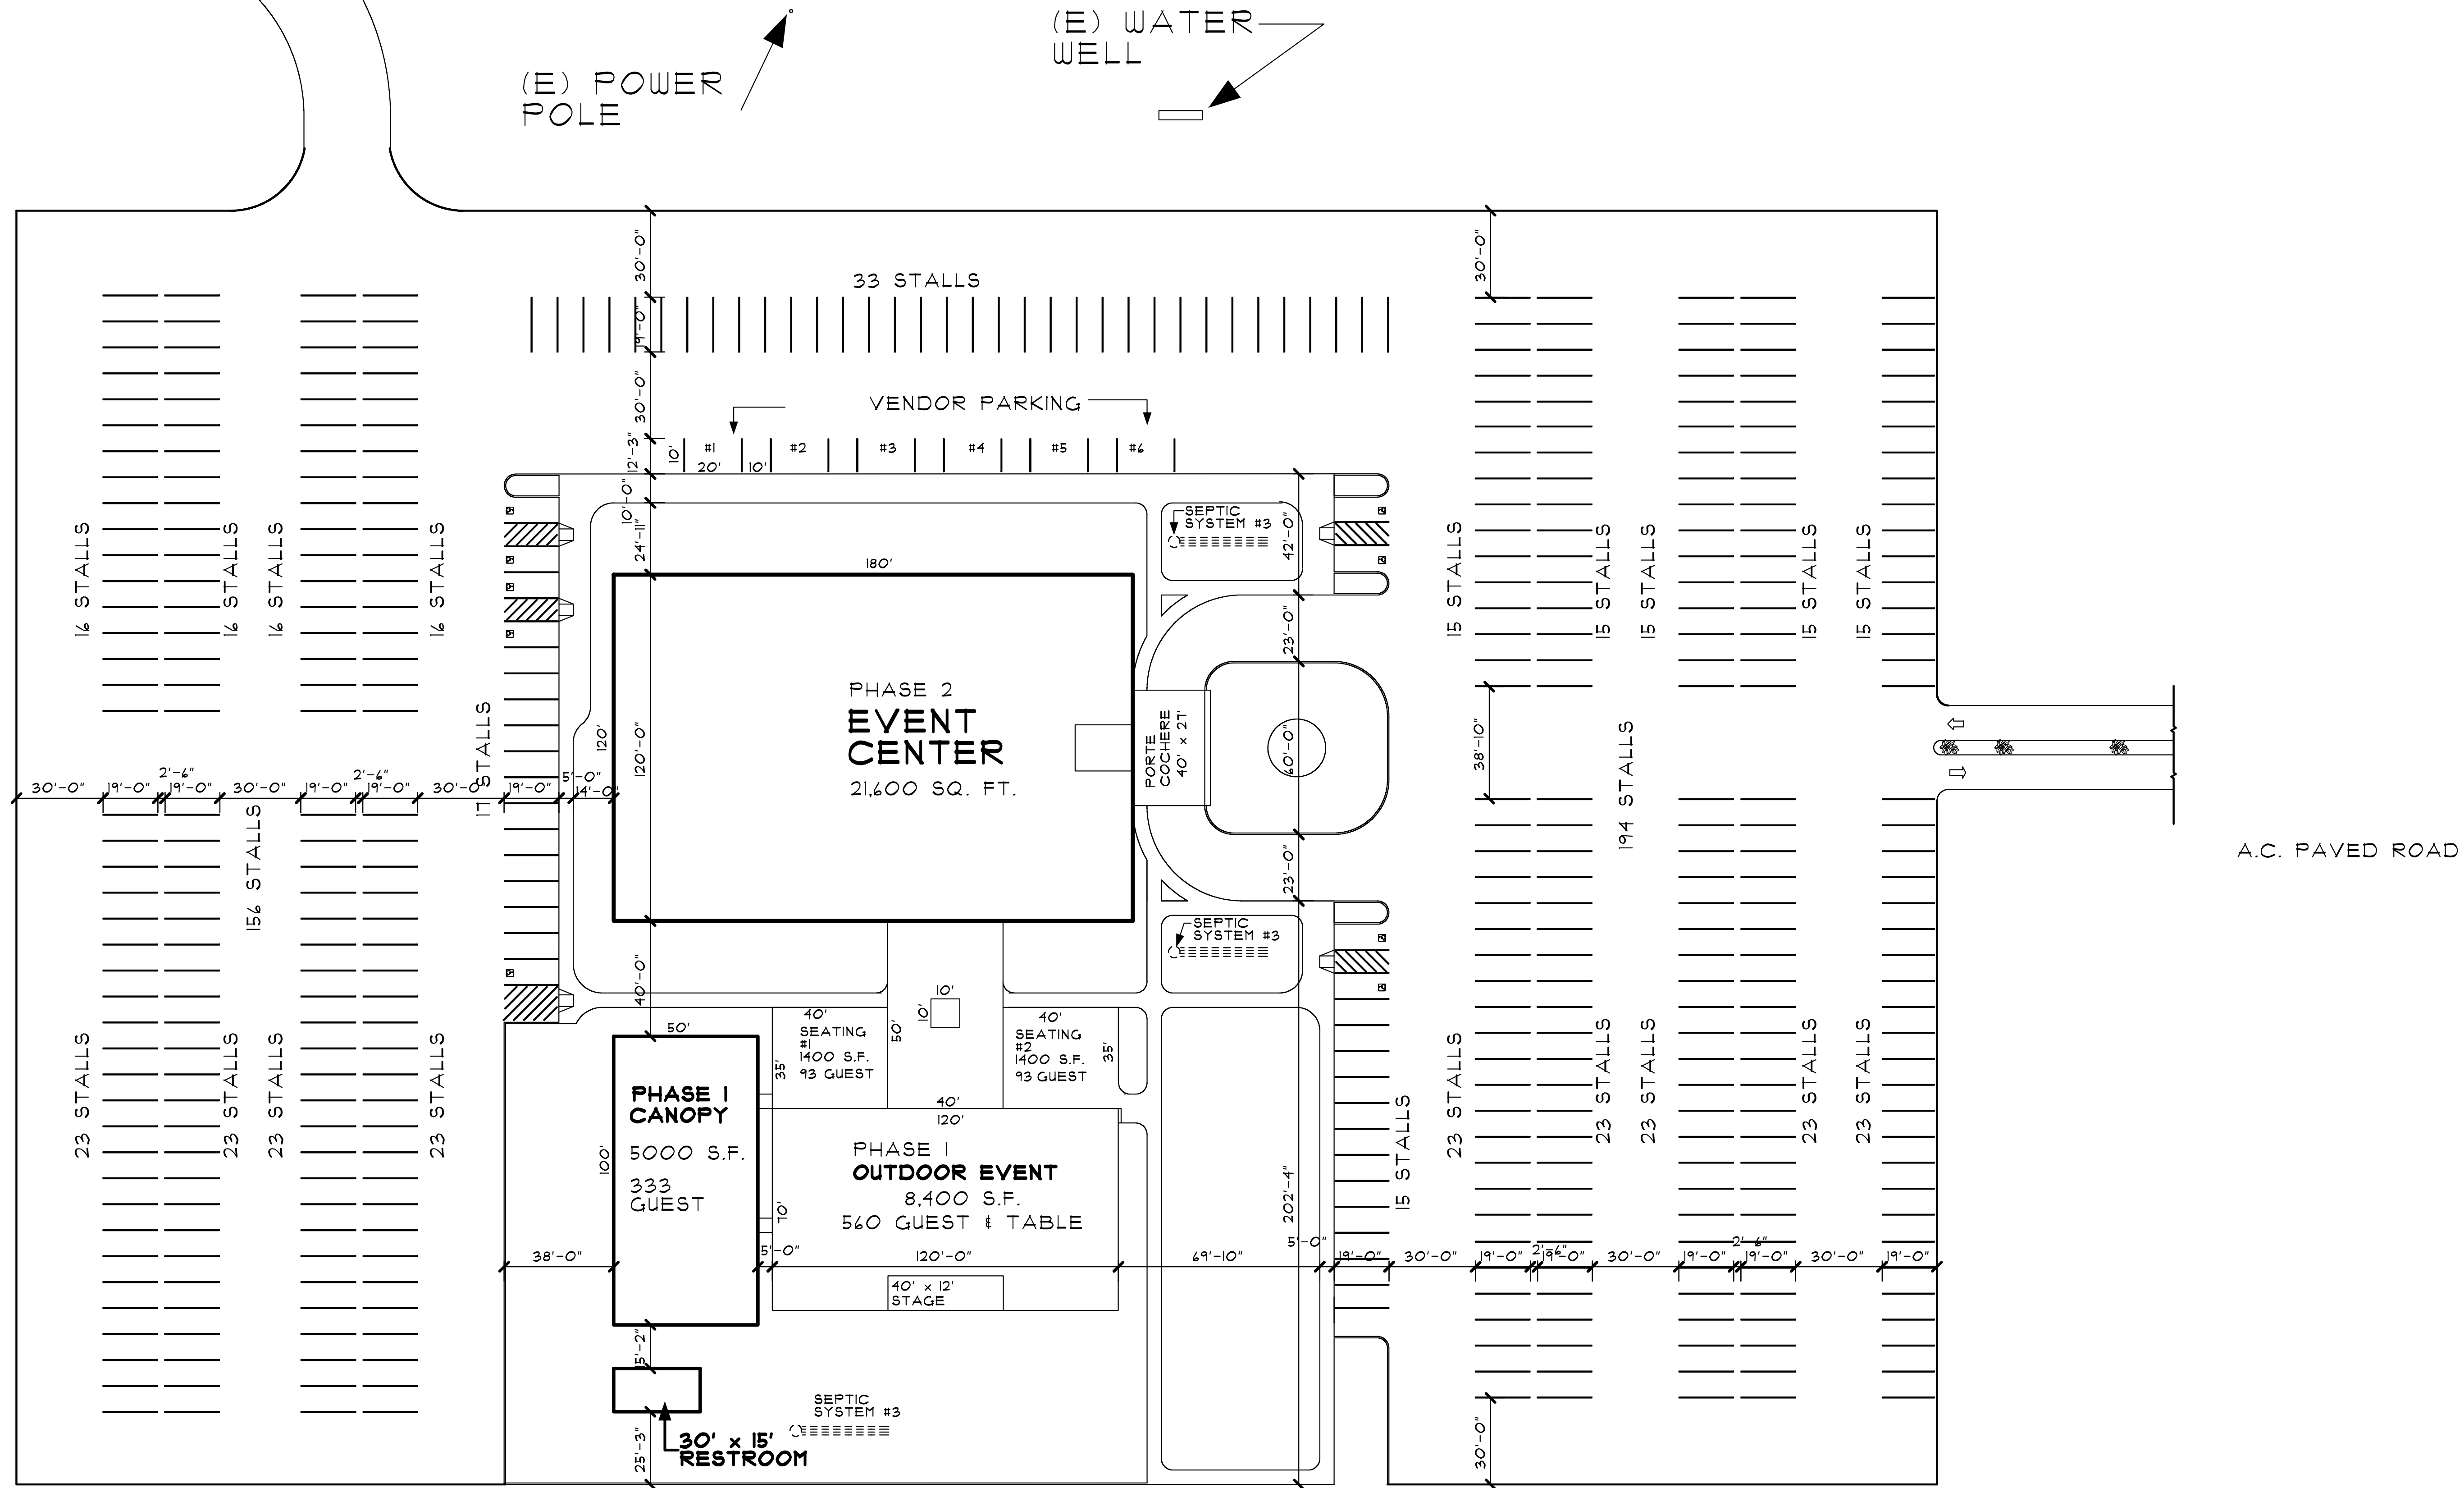 (E) POWER
POLE
(E) WATER
WELL
33 STALLS
30'-0"
19'-0"
30'-0"
12'-3"
10'-0"
24'-11"
30'-0"
VENDOR PARKING
#1
#2
#3
#4
#5
#6
10'
20'
10'
SEPTIC
SYSTEM #3
42'-0"
180'
16 STALLS
16 STALLS
16 STALLS
16 STALLS
15 STALLS
15 STALLS
15 STALLS
15 STALLS
15 STALLS
23'-0"
PHASE 2
EVENT
CENTER
21,600 SQ. FT.
120'
120'-0"
PORTE
COCHERE
40' x 27'
60'-0"
38'-10"
17 STALLS
194 STALLS
156 STALLS
30'-0"
19'-0"
2'-6"
19'-0"
30'-0"
19'-0"
2'-6"
19'-0"
30'-0"
19'-0"
5'-0"
14'-0"
A.C. PAVED ROAD
23'-0"
SEPTIC
SYSTEM #3
40'-0"
10'
10'
50'
50'
40'
SEATING
#1
1400 S.F.
93 GUEST
35'
40'
SEATING
#2
1400 S.F.
93 GUEST
35'
40'
120'
23 STALLS
23 STALLS
23 STALLS
23 STALLS
23 STALLS
23 STALLS
23 STALLS
23 STALLS
23 STALLS
15 STALLS
PHASE 1
CANOPY
5000 S.F.
333
GUEST
100'
PHASE 1
OUTDOOR EVENT
8,400 S.F.
560 GUEST & TABLE
70'
202'-4"
38'-0"
5'-0"
120'-0"
69'-10"
5'-0"
19'-0"
30'-0"
19'-0"
2'-6"
19'-0"
30'-0"
19'-0"
2'-6"
19'-0"
30'-0"
19'-0"
40' x 12'
STAGE
15'-2"
SEPTIC
SYSTEM #3
30' x 15'
RESTROOM
25'-3"
30'-0"